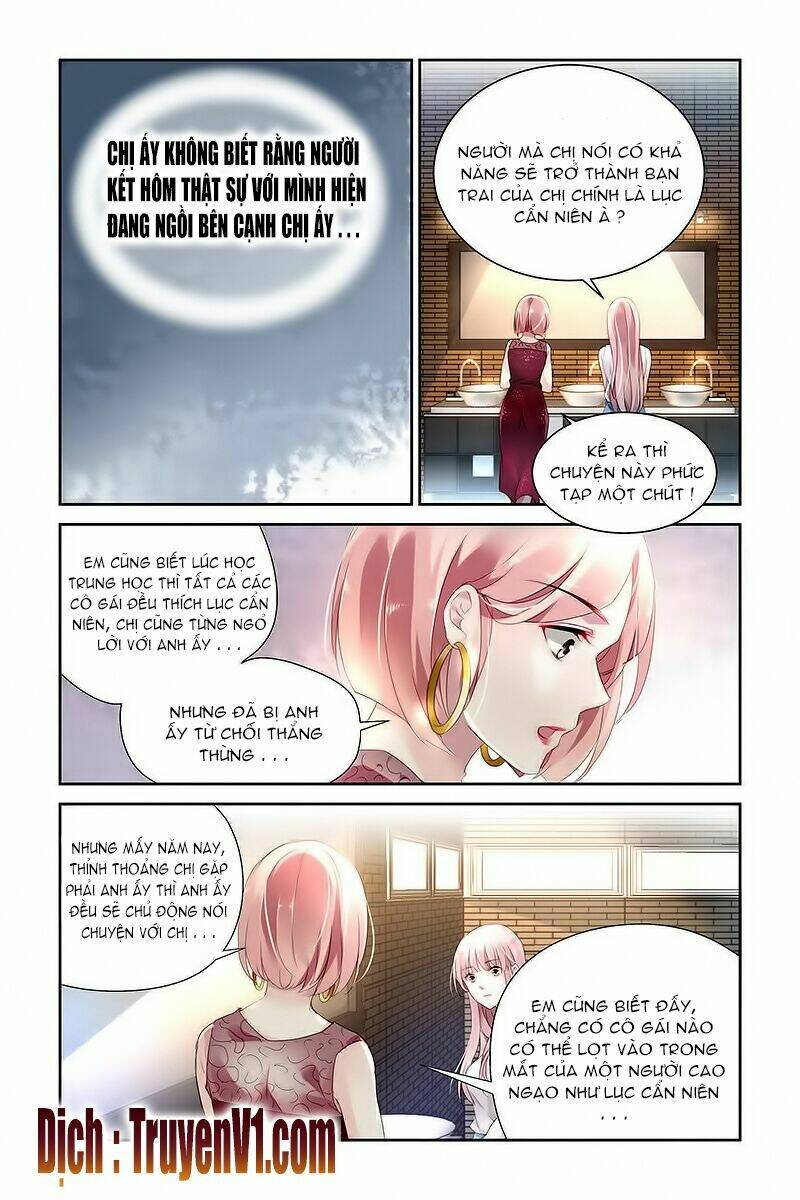 CHỊ ẤY KHÔNG BIẾT RẰNG NGƯỜI
KẾT HÔM THẬT SỰ VỚI MÌNH HIỆN
ĐANG NGỒI BÊN CẠNH CHỊ ẤY . . .
NGƯỜI MÀ CHỊ NÓI CÓ KHẢ
NĂNG SẼ TRỞ THÀNH BẠN
TRAI CỦA CHỊ CHÍNH LÀ LỤC
CẨN NIÊN À ?
KỂ RA THÌ
CHUYỆN NÀY PHỨC
TẠP MỘT CHÚT !
EM CŨNG BIẾT LÚC HỌC
TRUNG HỌC THÌ TẤT CẢ CÁC
CÔ GÁI ĐỀU THÍCH LỤC CẨN
NIÊN, CHỊ CŨNG TỪNG NGỎ
LỜI VỚI ANH ẤY . . .
NHƯNG ĐÃ BỊ ANH
ẤY TỪ CHỐI THẲNG
THỪNG . . .
NHƯNG MẤY NĂM NAY,
THỈNH THOẢNG CHỊ GẶP
PHẢI ANH ẤY THÌ ANH ẤY
ĐỀU SẼ CHỦ ĐỘNG NÓI
CHUYỆN VỚI CHỊ . . .
EM CŨNG BIẾT ĐẤY,
CHẲNG CÓ CÔ GÁI NÀO
CÓ THỂ LỌT VÀO TRONG
MẮT CỦA MỘT NGƯỜI CAO
NGẠO NHƯ LỤC CẨN NIÊN
. . .
Dịch : TruyenV1.com